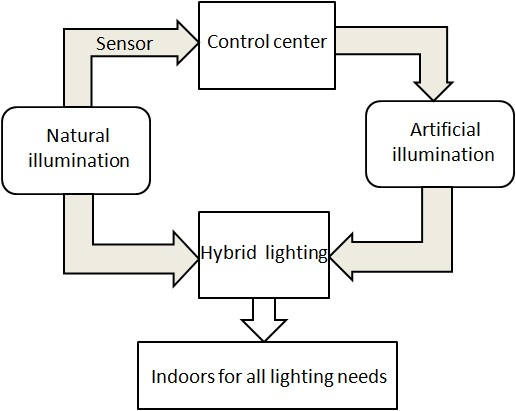 Sensor
Control center
Natural
illumination
Artificial
illumination
Hybrid lighting
Indoors for all lighting needs